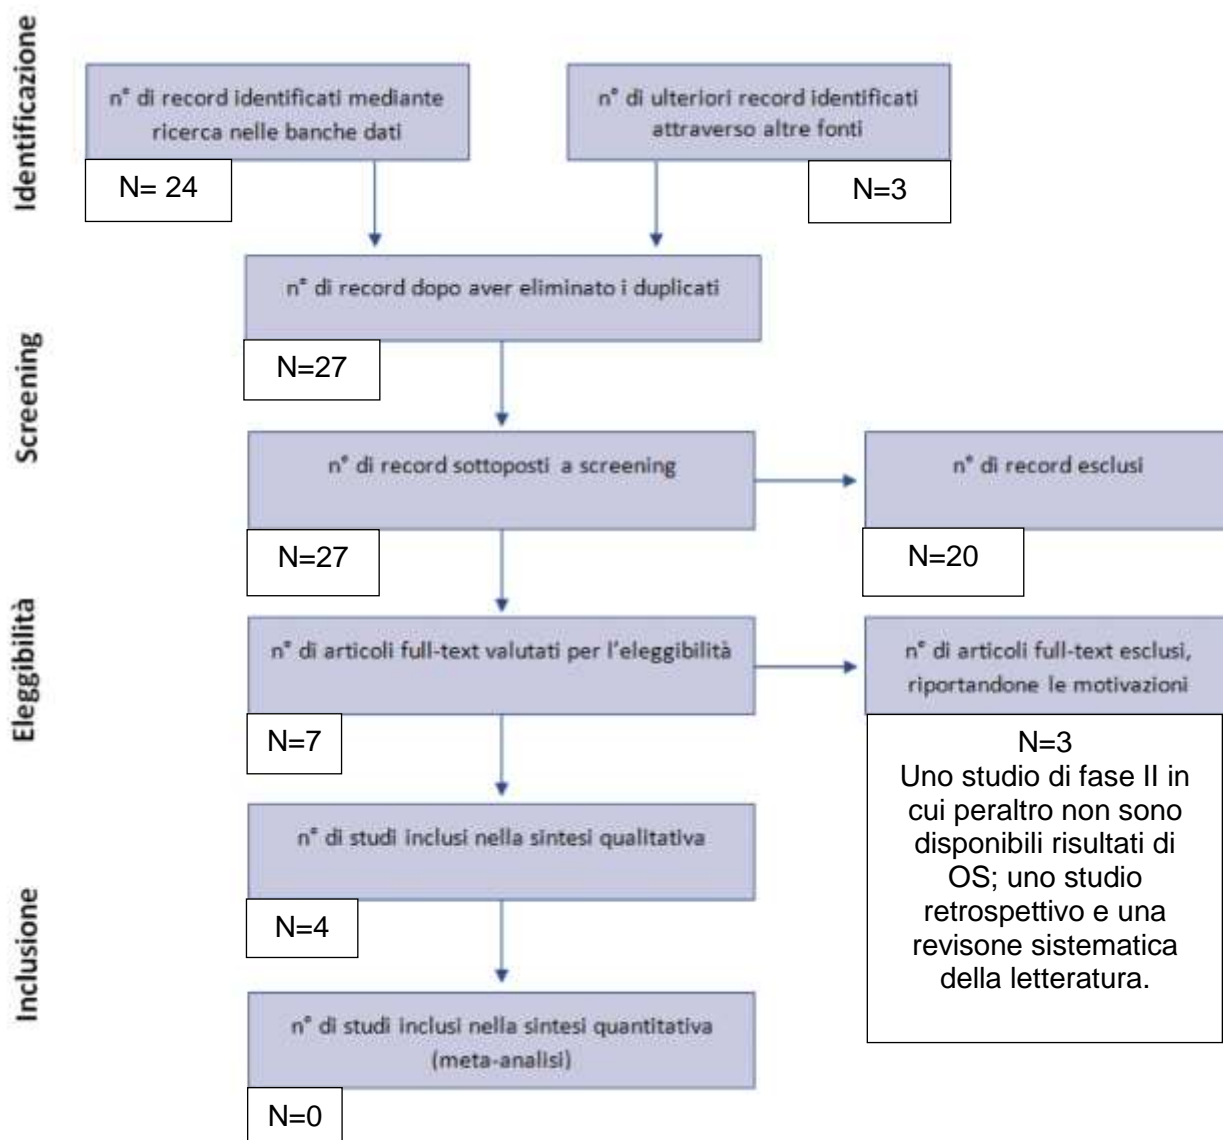 Identificazione
n° di record identificati mediante
ricerca nelle banche dati
N= 24
n° di ulteriori record identificati
attraverso altre fonti
N=3
n° di record dopo aver eliminato i duplicati
N=27
Screening
n° di record sottoposti a screening
N=27
n° di record esclusi
N=20
Eleggibilità
n° di articoli full-text valutati per l'eleggibilità
N=7
n° di articoli full-text esclusi,
riportandone le motivazioni
N=3
Uno studio di fase II in
cui peraltro non sono
disponibili risultati di
OS; uno studio
retrospettivo e una
revisone sistematica
della letteratura.
n° di studi inclusi nella sintesi qualitativa
N=4
Inclusione
n° di studi inclusi nella sintesi quantitativa
(meta-analisi)
N=0